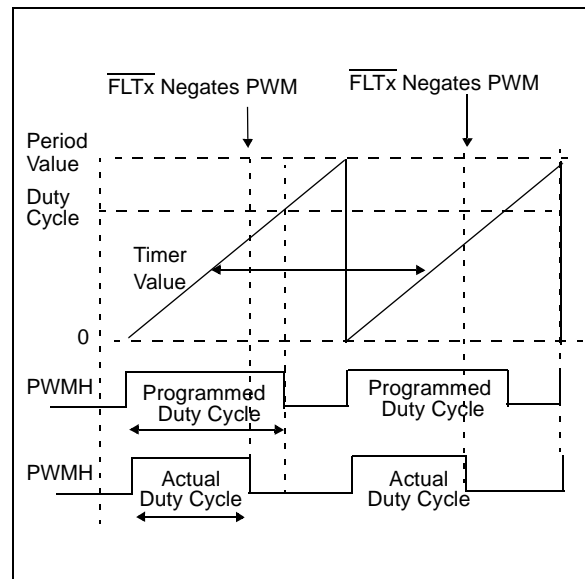 FLTx Negates PWM
FLTx Negates PWM
Period
Value
Duty
Cycle
Timer
Value
0
PWMH
Programmed
Duty Cycle
Programmed
Duty Cycle
PWMH
Actual
Duty Cycle
Actual
Duty Cycle